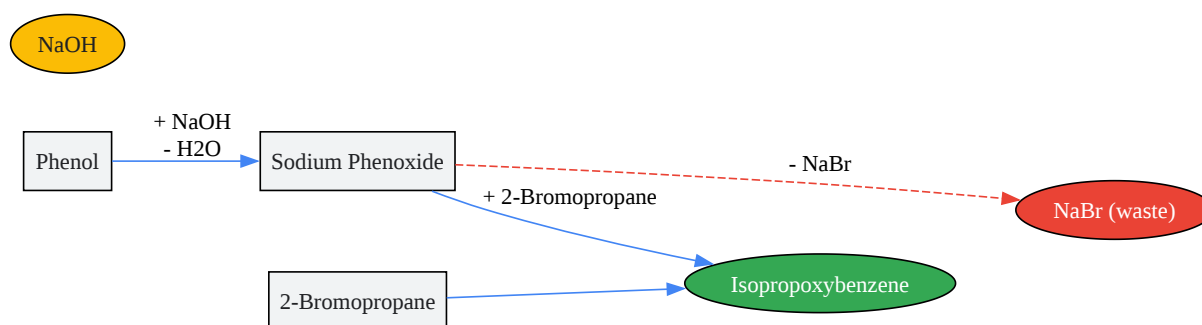 NaOH
+ NaOH
- H2O
Phenol
Sodium Phenoxide
- NaBr
+ 2-Bromopropane
NaBr (waste)
2-Bromopropane
Isopropoxybenzene